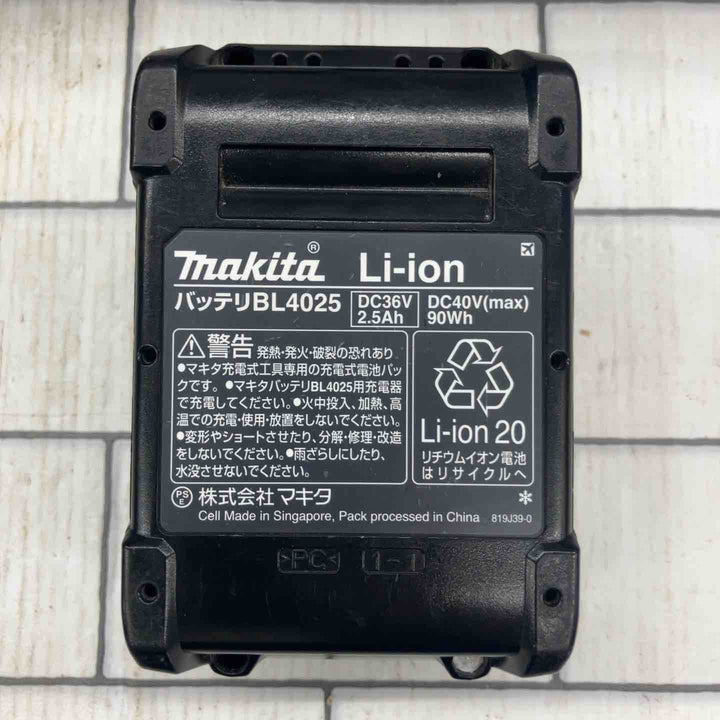 makita® Li-ion
バッテリBL4025 DC36V 2.5Ah DC40V(max) 90Wh
警告 発熱・発火・破裂の恐れあり
●マキタ充電式工具専用の充電式電池パッ
クです。●マキタバッテリBL4025用充電器
で充電してください。●火中投入、加熱、高
温での充電・使用・放置をしないでください。
●変形やショートさせたり、分解・修理・改造
をしないでください。●雨ざらしにしたり、
水没させないでください。
Li-ion 20
リチウムイオン電池
はリサイクルへ
PS E 株式会社マキタ *
Cell Made in Singapore, Pack processed in China 819J39-0
>PC< 1-1